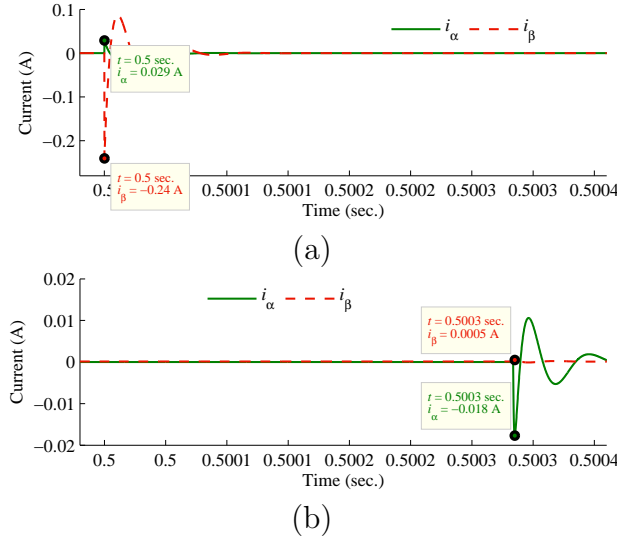 0.1
0
−0.1
−0.2
Current (A)
i_α i_β
t = 0.5 sec.
i_α = 0.029 A
t = 0.5 sec.
i_β = −0.24 A
0.5 0.5001 0.5001 0.5002 0.5002 0.5003 0.5003 0.5004
Time (sec.)
(a)
0.02
0.01
0
−0.01
−0.02
Current (A)
i_α i_β
t = 0.5003 sec.
i_β = 0.0005 A
t = 0.5003 sec.
i_α = −0.018 A
0.5 0.5 0.5001 0.5001 0.5002 0.5002 0.5003 0.5003 0.5004
Time (sec.)
(b)